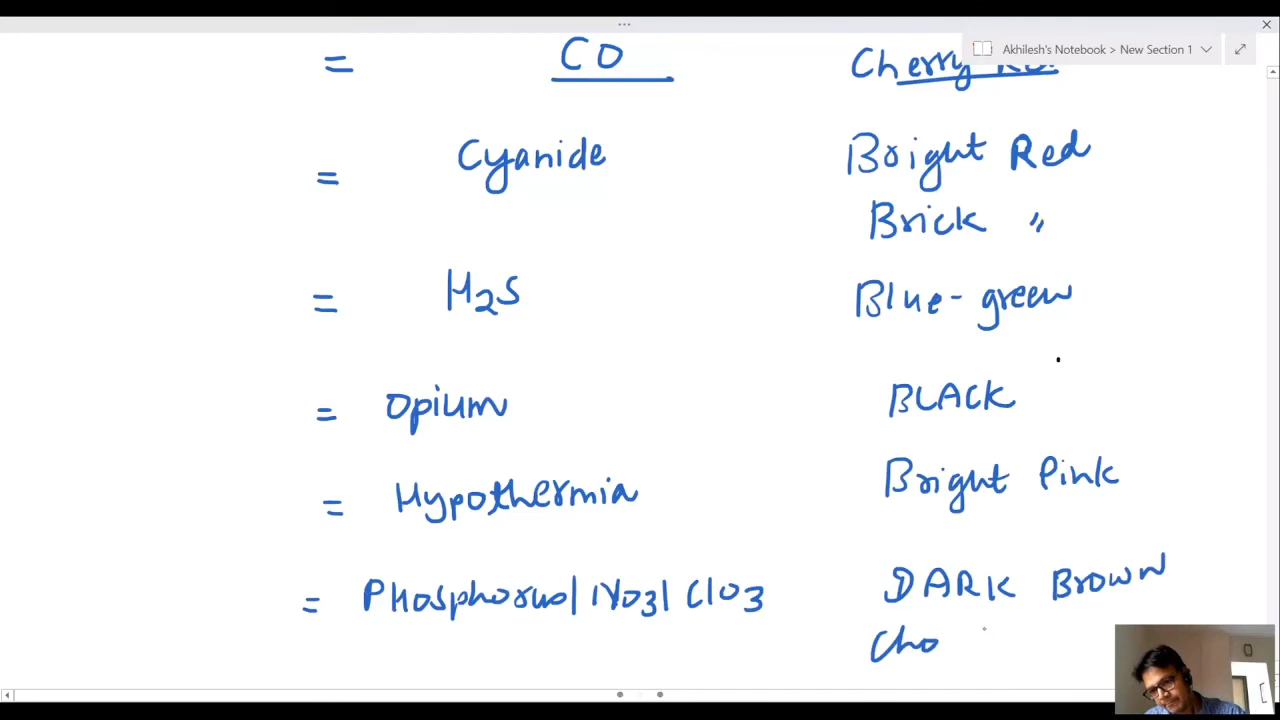 Akhilesh's Notebook > New Section 1
= CO Cherry
= Cyanide Bright Red
Brick "
= H2S Blue-green
= Opium BLACK
= Hypothermia Bright Pink
= Phosphorus/NO3/ClO3 DARK Brown
Cho